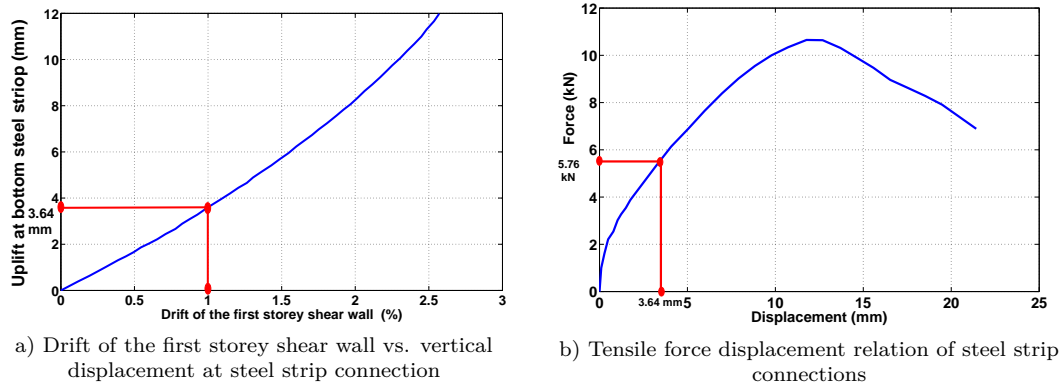 Uplift at bottom steel striop (mm)
12
10
8
6
4
2
0
3.64
mm
0
0.5
1
1.5
2
2.5
3
Drift of the first storey shear wall (%)
a) Drift of the first storey shear wall vs. vertical
displacement at steel strip connection
Force (kN)
12
10
8
6
4
2
0
5.76
kN
0
3.64 mm
5
10
15
20
25
Displacement (mm)
b) Tensile force displacement relation of steel strip
connections